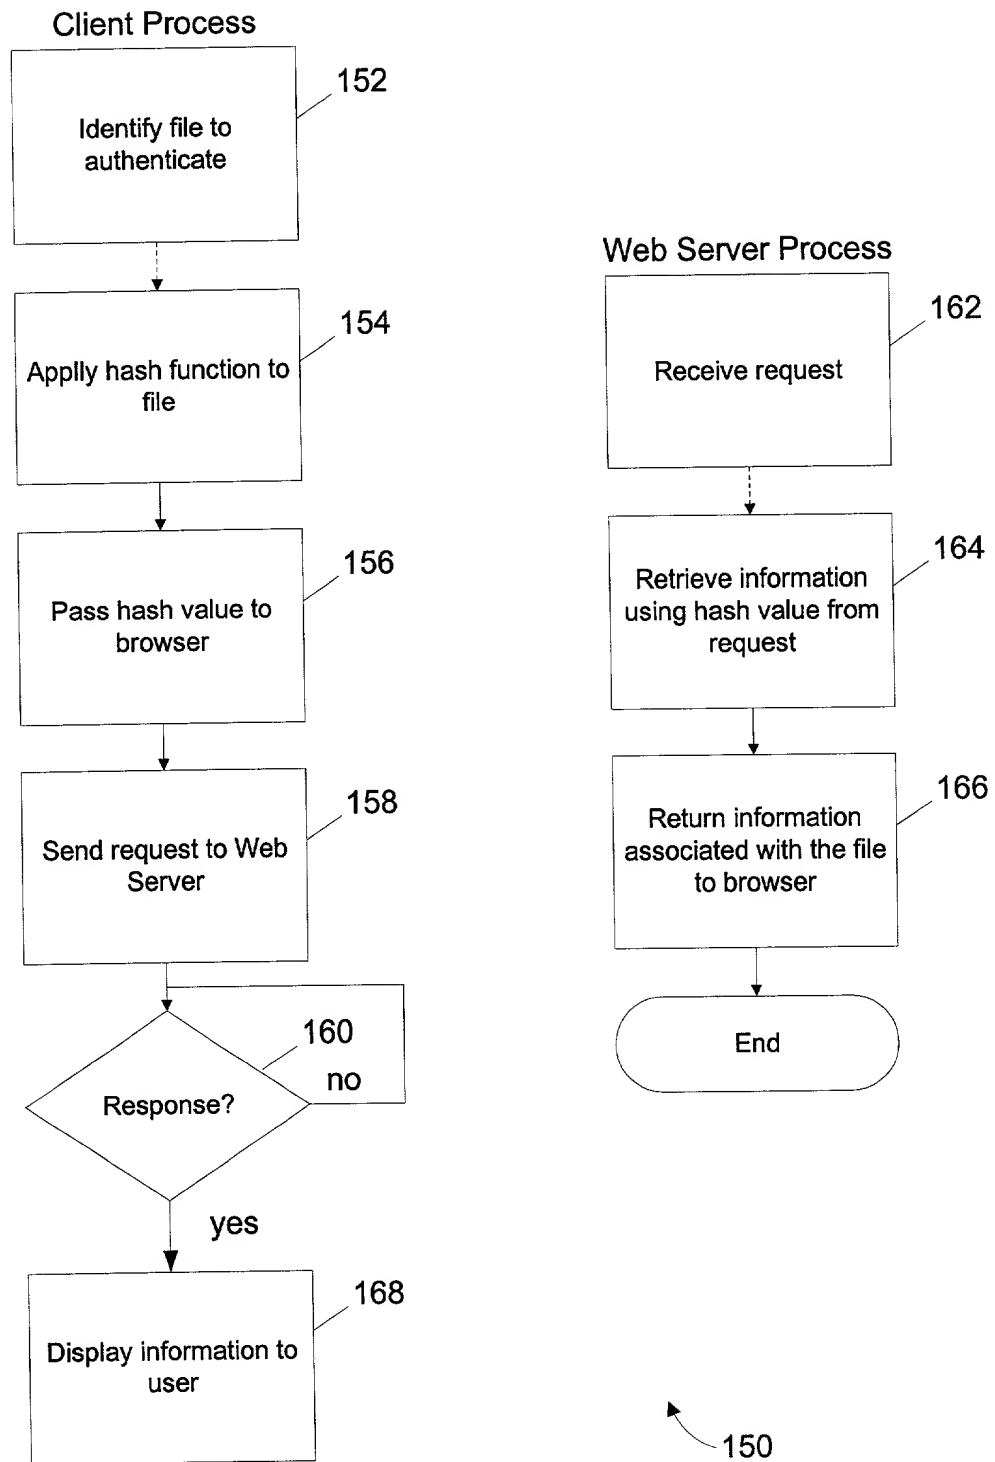 Client Process
152
Identify file to
authenticate
154
Applly hash function to
file
156
Pass hash value to
browser
158
Send request to Web
Server
160
Response?
no
yes
168
Display information to
user
Web Server Process
162
Receive request
164
Retrieve information
using hash value from
request
166
Return information
associated with the file
to browser
End
150